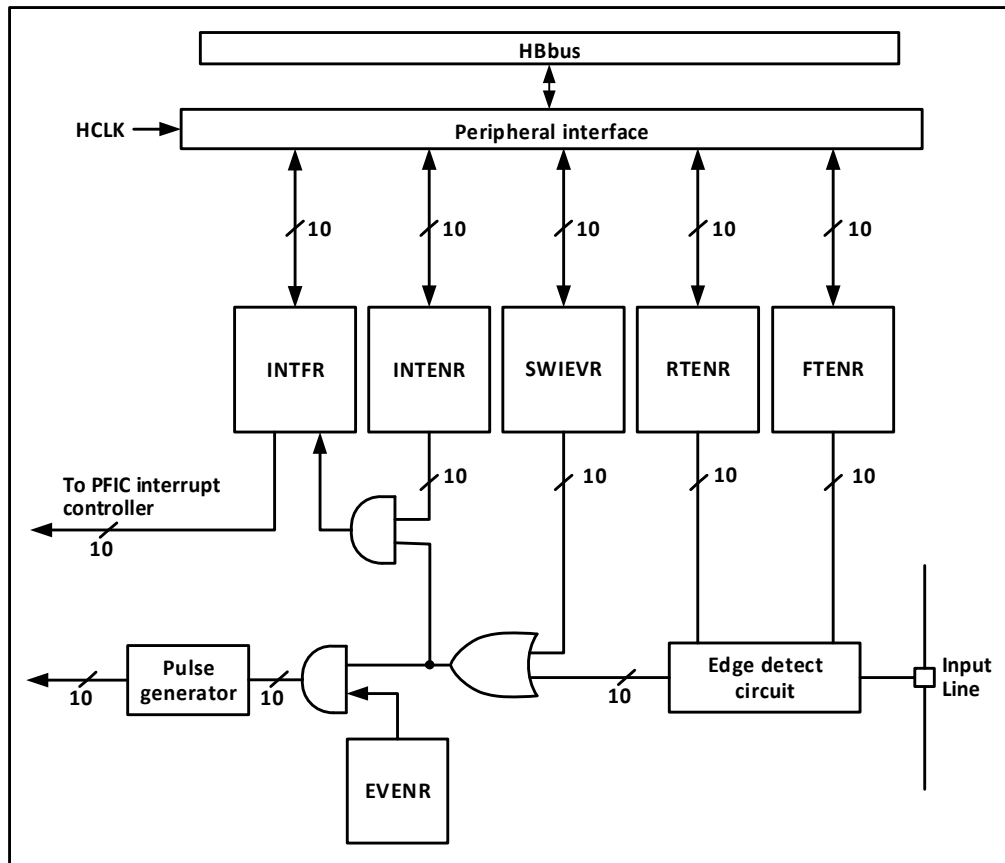 HBbus
HCLK
Peripheral interface
10 10 10 10 10
INTFR INTENR SWIEVR RTENR FTENR
10 10 10 10
To PFIC interrupt
controller
10
Edge detect
circuit
Input
Line
Pulse
generator
10 10 10
EVENR